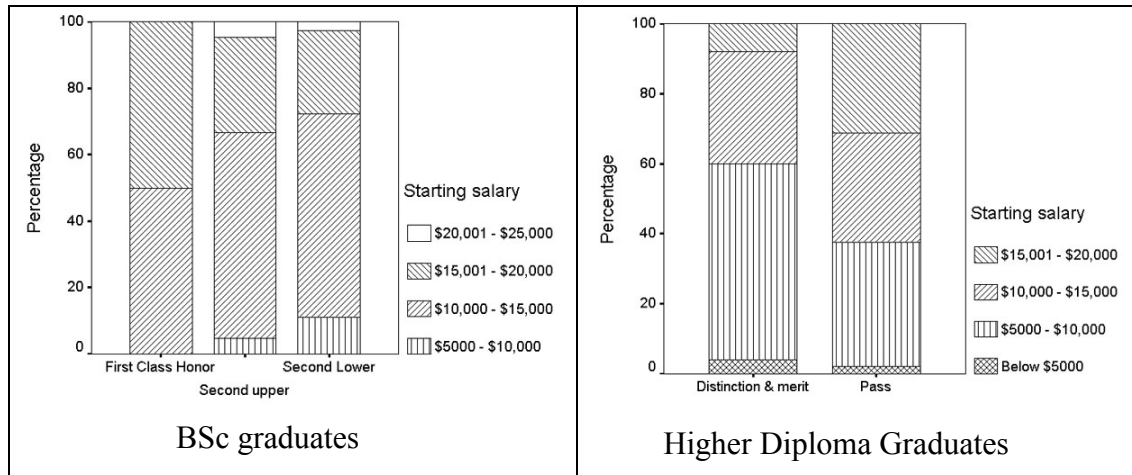 100
80
60
40
20
0
Percentage
First Class Honor
Second upper
Second Lower
Starting salary
$20,001 - $25,000
$15,001 - $20,000
$10,000 - $15,000
$5000 - $10,000
BSc graduates
100
80
60
40
20
0
Percentage
Distinction & merit
Pass
Starting salary
$15,001 - $20,000
$10,000 - $15,000
$5000 - $10,000
Below $5000
Higher Diploma Graduates